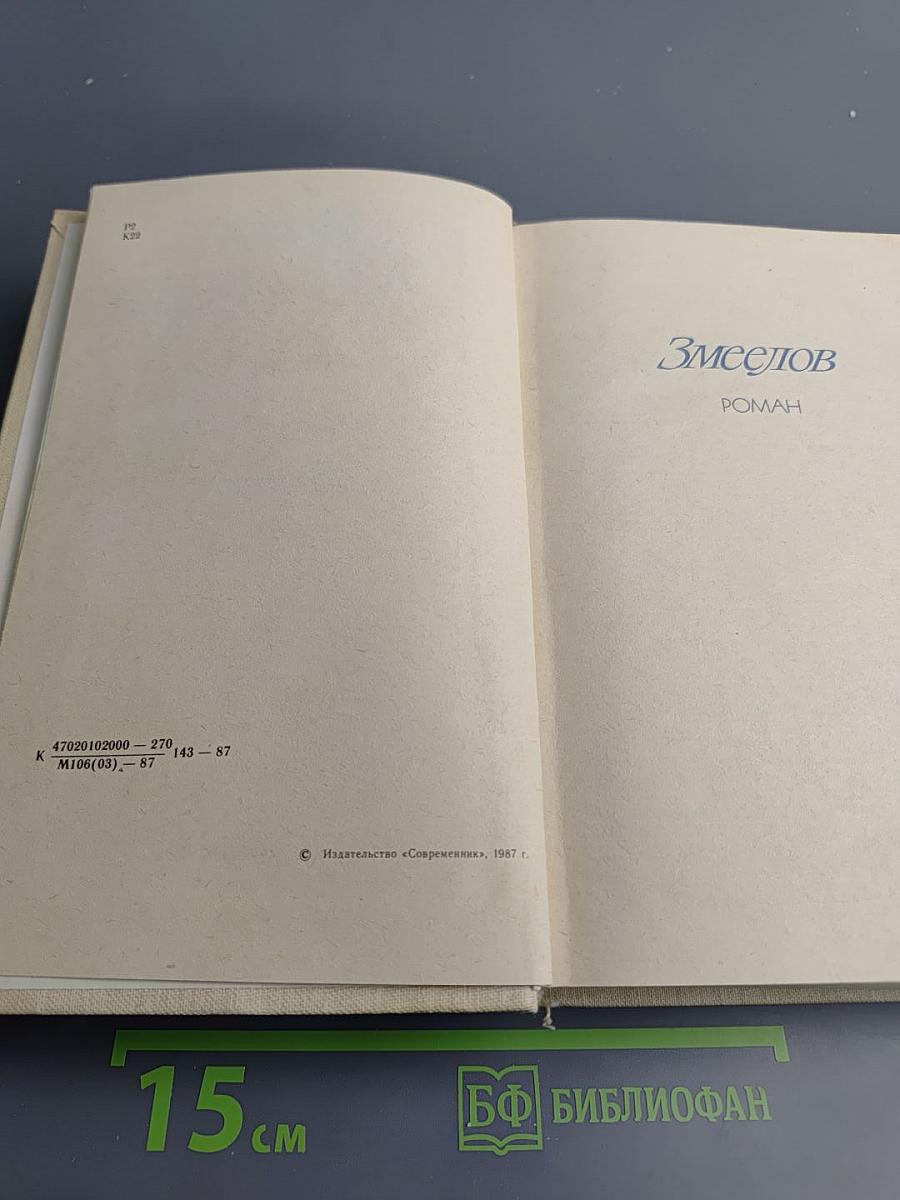 Р2
К22
К 47020102000 — 270 143 — 87
М106(03) — 87
© Издательство «Современник», 1987 г.
Змеелов
РОМАН
15 см
БФ БИБЛИОФАН